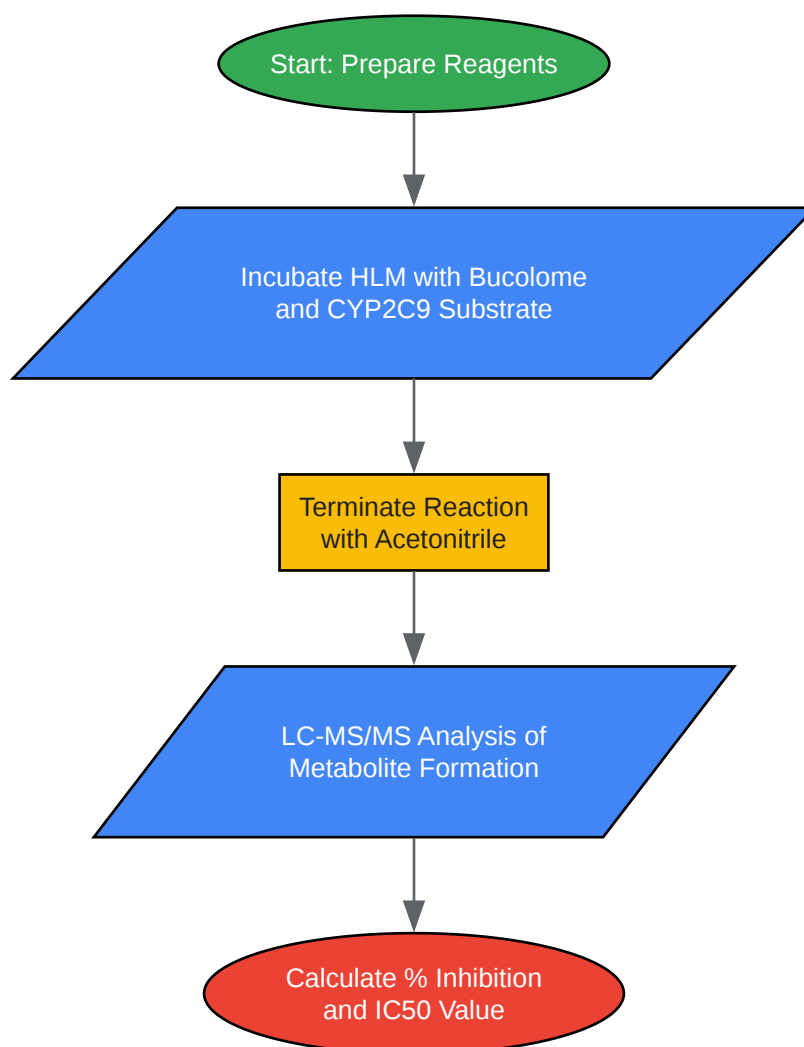 Start: Prepare Reagents
Incubate HLM with Bucolome
and CYP2C9 Substrate
Terminate Reaction
with Acetonitrile
LC-MS/MS Analysis of
Metabolite Formation
Calculate % Inhibition
and IC50 Value